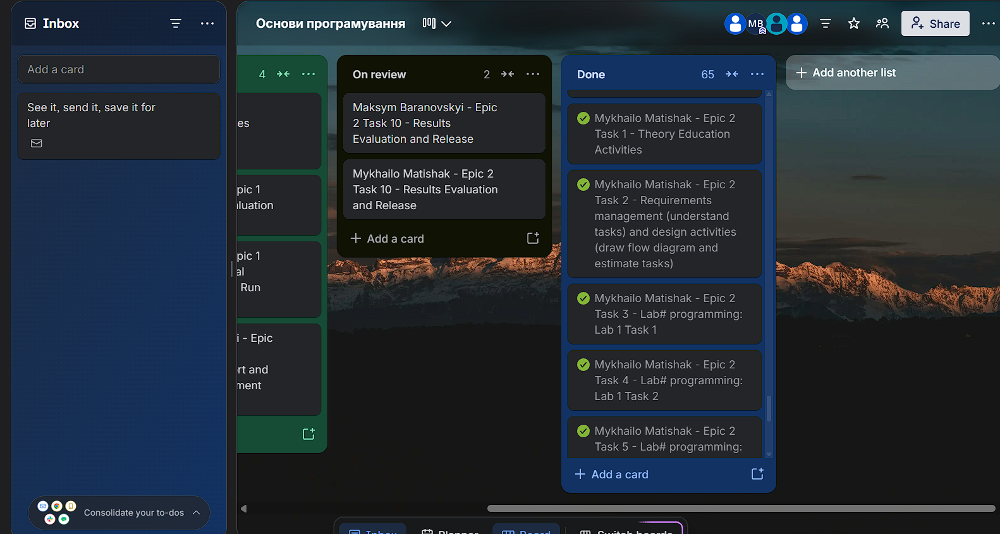 Inbox
Add a card
See it, send it, save it for
later
Consolidate your to-dos
Основи програмування
MB
Share
4
es
pic 1
luation
pic 1
al
Run
i - Epic
rt and
ment
On review
2
Maksym Baranovskyi - Epic
2 Task 10 - Results
Evaluation and Release
Mykhailo Matishak - Epic 2
Task 10 - Results Evaluation
and Release
Add a card
Done
65
Mykhailo Matishak - Epic 2
Task 1 - Theory Education
Activities
Mykhailo Matishak - Epic 2
Task 2 - Requirements
management (understand
tasks) and design activities
(draw flow diagram and
estimate tasks)
Mykhailo Matishak - Epic 2
Task 3 - Lab# programming:
Lab 1 Task 1
Mykhailo Matishak - Epic 2
Task 4 - Lab# programming:
Lab 1 Task 2
Mykhailo Matishak - Epic 2
Task 5 - Lab# programming:
Add a card
Add another list
Inbox
Planner
Board
Switch boards